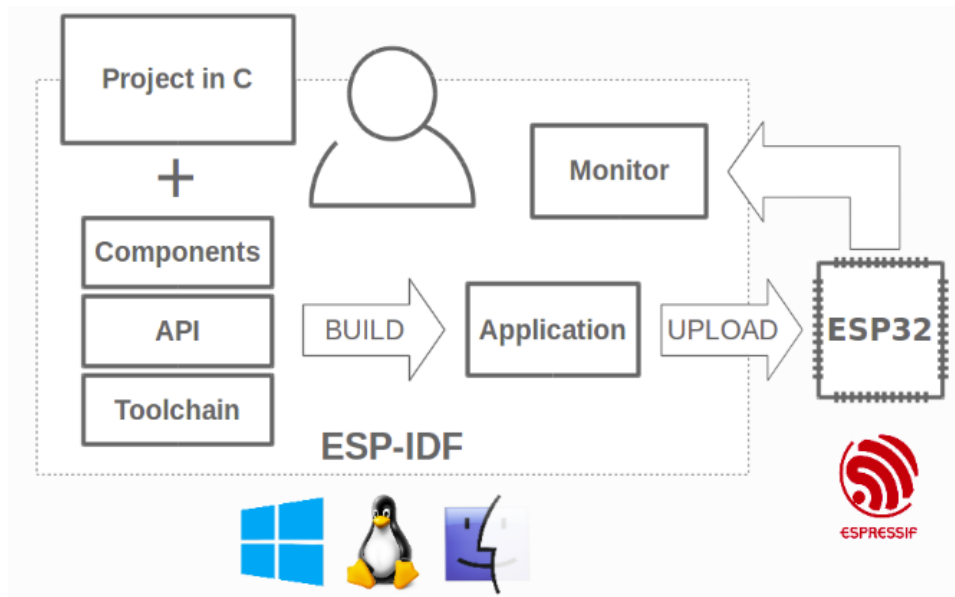 Project in C
+
Components
API
Toolchain
BUILD
Application
UPLOAD
Monitor
ESP32
ESP-IDF
ESPRESSIF